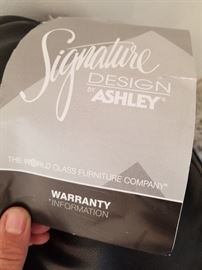 Signature
DESIGN
BY ASHLEY®
THE WORLD CLASS FURNITURE COMPANY®
WARRANTY
INFORMATION